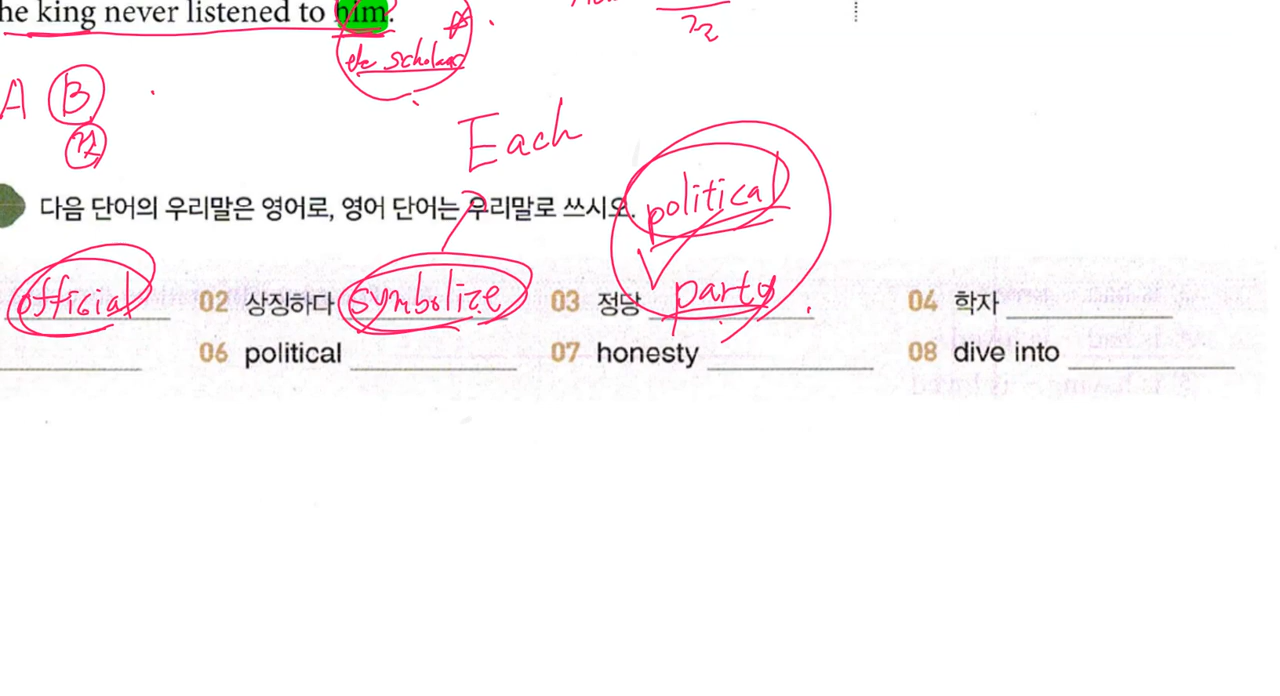 he king never listened to him.
the scholar
A B
Each
political
다음 단어의 우리말은 영어로, 영어 단어는 우리말로 쓰시오.
official 02 상징하다 symbolize 03 정당 party 04 학자
06 political 07 honesty 08 dive into